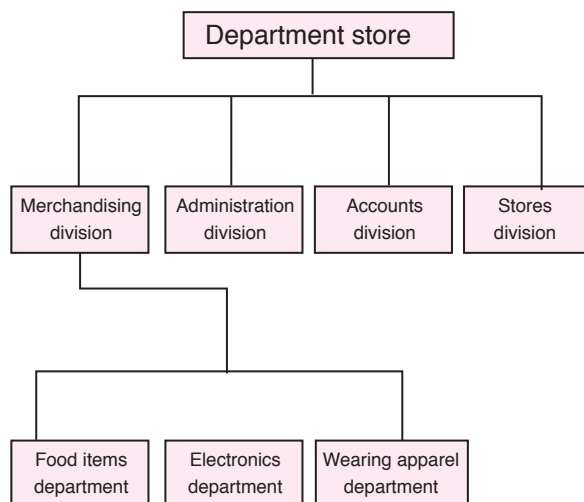 Department store
Merchandising
division
Administration
division
Accounts
division
Stores
division
Food items
department
Electronics
department
Wearing apparel
department